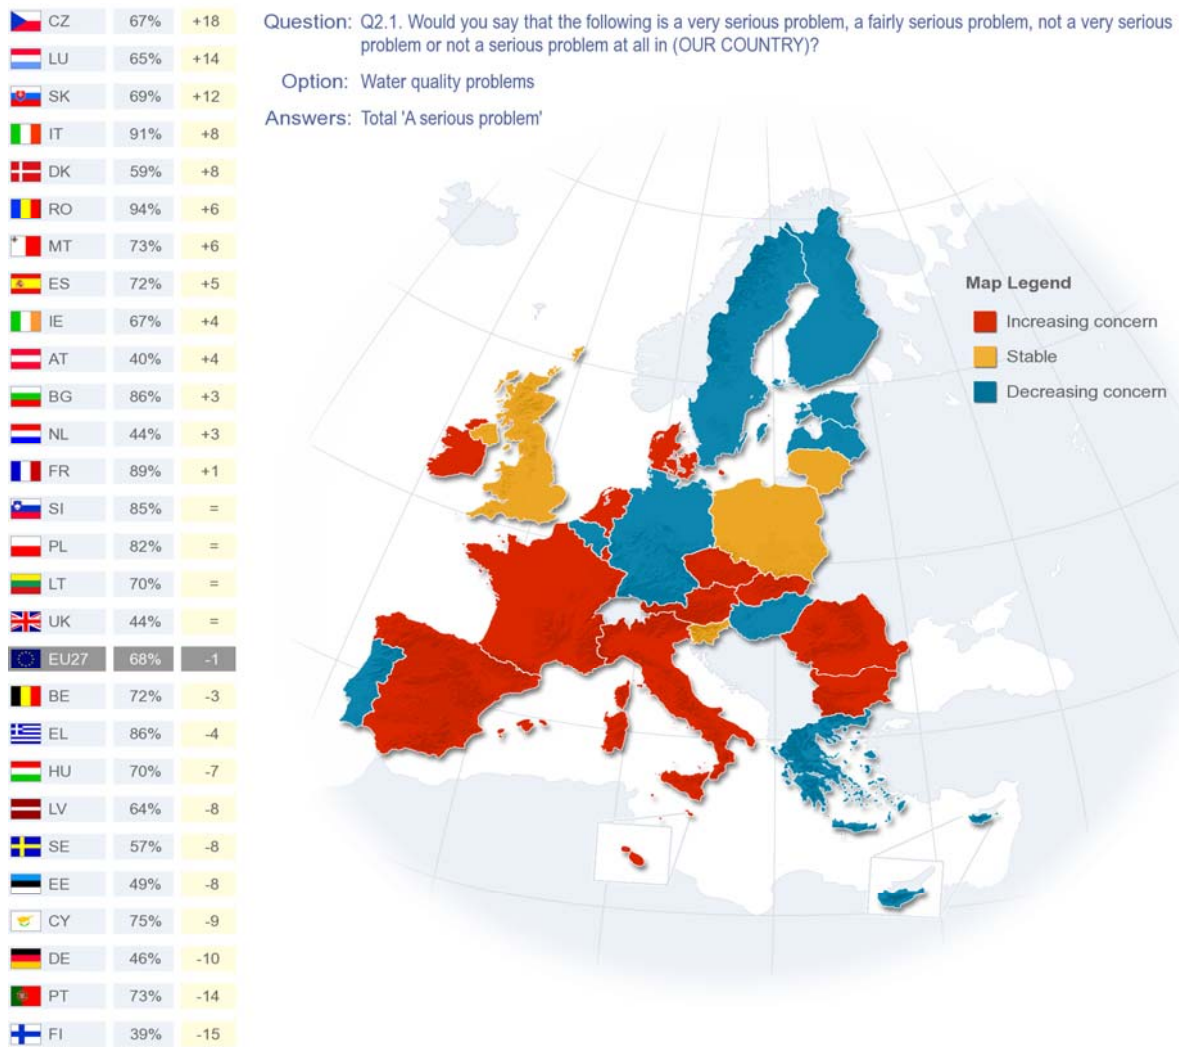 Question: Q2.1. Would you say that the following is a very serious problem, a fairly serious problem, not a very serious
problem or not a serious problem at all in (OUR COUNTRY)?
Option: Water quality problems
Answers: Total 'A serious problem'
CZ 67% +18
LU 65% +14
SK 69% +12
IT 91% +8
DK 59% +8
RO 94% +6
MT 73% +6
ES 72% +5
IE 67% +4
AT 40% +4
BG 86% +3
NL 44% +3
FR 89% +1
SI 85% =
PL 82% =
LT 70% =
UK 44% =
EU27 68% -1
BE 72% -3
EL 86% -4
HU 70% -7
LV 64% -8
SE 57% -8
EE 49% -8
CY 75% -9
DE 46% -10
PT 73% -14
FI 39% -15
Map Legend
Increasing concern
Stable
Decreasing concern